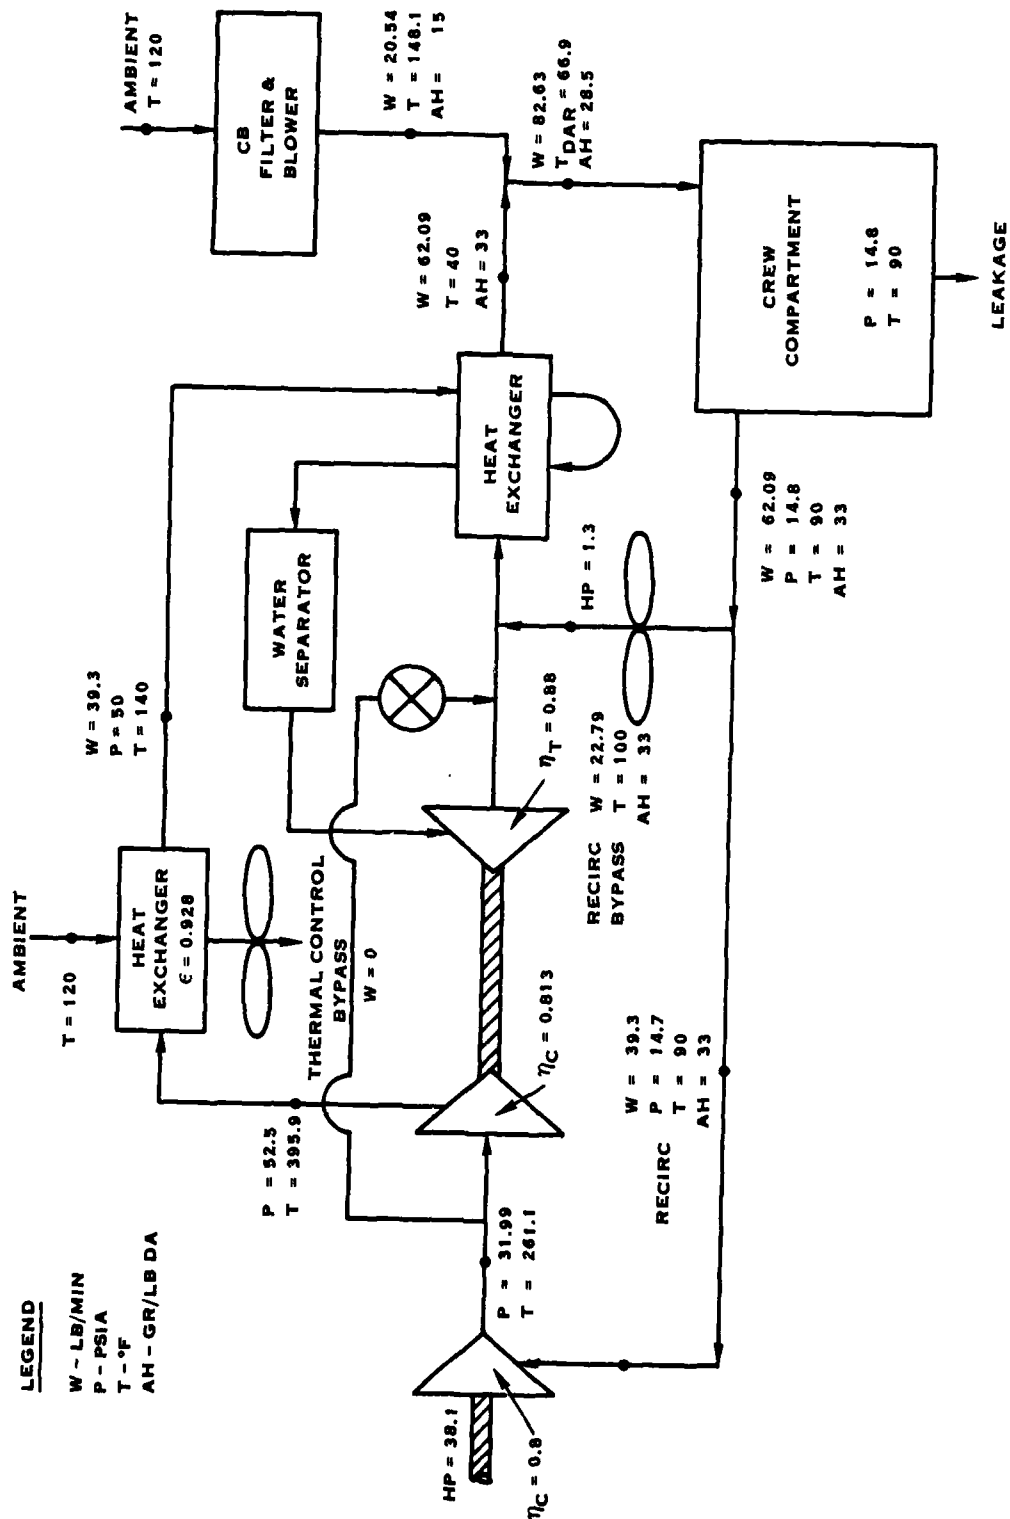 LEGEND
W – LB/MIN
P – PSIA
T – °F
AH – GR/LB DA
HP = 38.1
ηC = 0.8
P = 31.99
T = 261.1
P = 52.5
T = 395.9
ηC = 0.813
AMBIENT
T = 120
HEAT
EXCHANGER
ϵ = 0.928
THERMAL CONTROL
BYPASS
W = 0
W = 39.3
P = 50
T = 140
WATER
SEPARATOR
ηT = 0.88
RECIRC
BYPASS
W = 22.79
T = 100
AH = 33
HP = 1.3
HEAT
EXCHANGER
W = 62.09
T = 40
AH = 33
AMBIENT
T = 120
CB
FILTER &
BLOWER
W = 20.54
T = 148.1
AH = 15
W = 82.63
TDAR = 66.9
AH = 28.5
CREW
COMPARTMENT
P = 14.8
T = 90
LEAKAGE
W = 62.09
P = 14.8
T = 90
AH = 33
RECIRC
W = 39.3
P = 14.7
T = 90
AH = 33